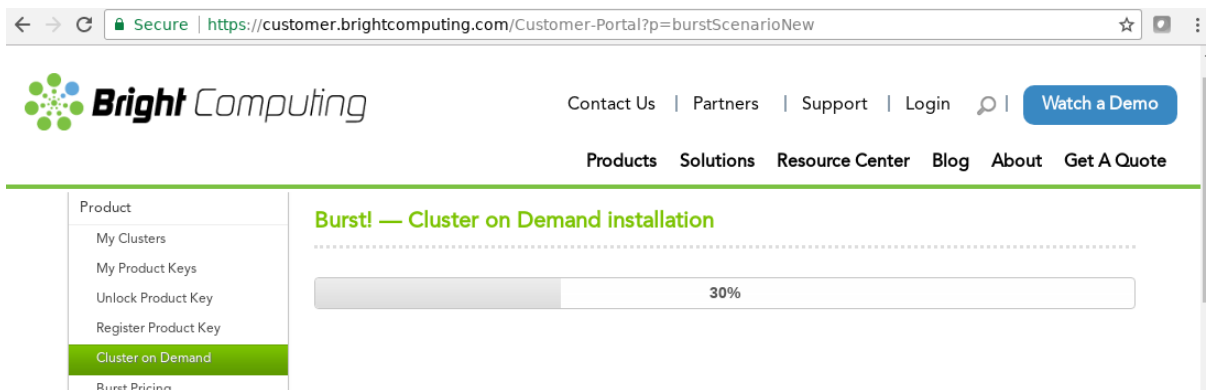 Secure | https://customer.brightcomputing.com/Customer-Portal?p=burstScenarioNew
Bright Computing
Contact Us | Partners | Support | Login | Watch a Demo
Products Solutions Resource Center Blog About Get A Quote
Product
My Clusters
My Product Keys
Unlock Product Key
Register Product Key
Cluster on Demand
Burst Pricing
Burst! — Cluster on Demand installation
30%